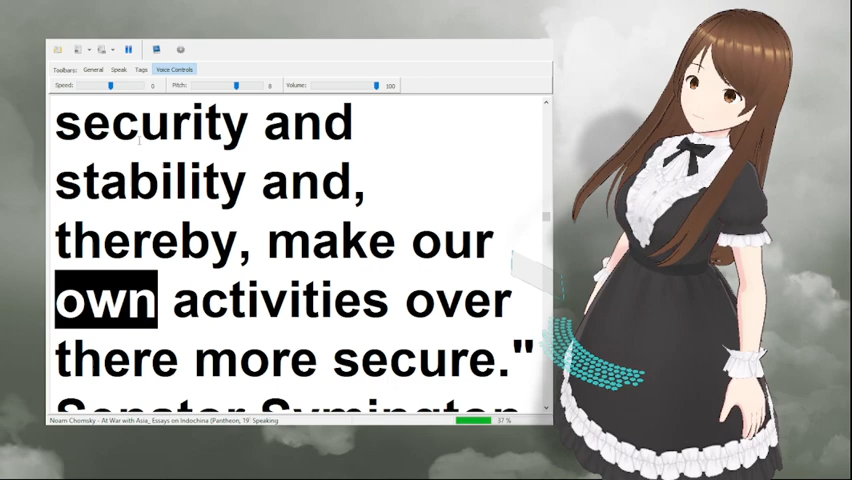 Toolbars: General Speak Tags Voice Controls
Speed: 0 Pitch: 8 Volume: 100
security and
stability and,
thereby, make our
own activities over
there more secure."
Senator Symington
Noam Chomsky - At War with Asia_ Essays on Indochina (Pantheon, 19 Speaking 37 %